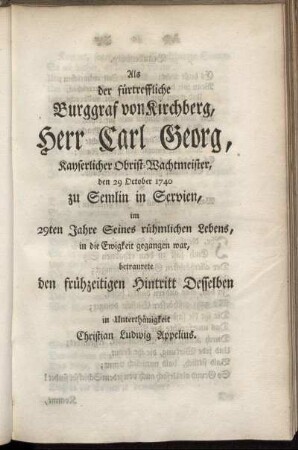 Als
der fürtreffliche
Burggraf von Kirchberg,
Herr Carl Georg,
Kayserlicher Obrist-Wachtmeister,
den 29 October 1740
zu Semlin in Servien,
im
29ten Jahre Seines rühmlichen Lebens,
in die Ewigkeit gegangen war,
betraurete
den frühzeitigen Hintritt Desselben
in Unterthänigkeit
Christian Ludwig Appelius.
Komm,